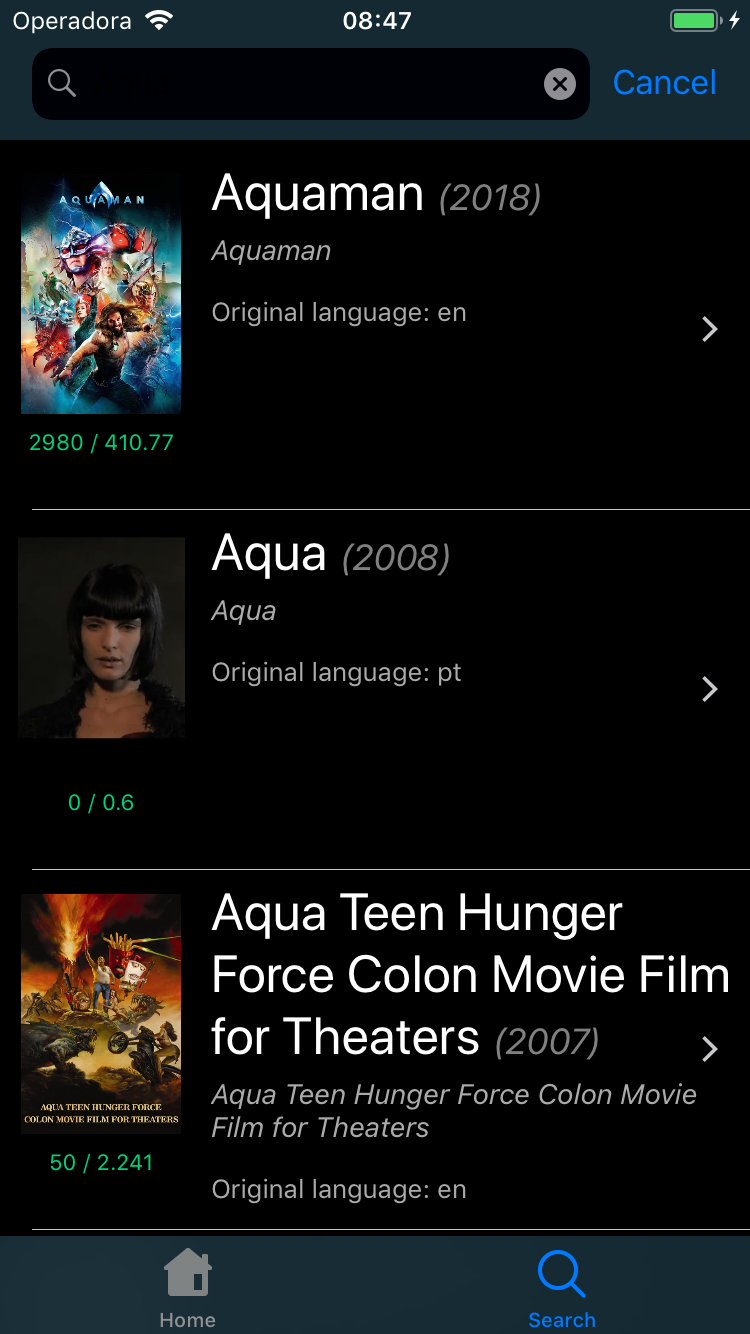 Operadora 08:47
Cancel
AQUAMAN
Aquaman (2018)
Aquaman
Original language: en
2980 / 410.77
Aqua (2008)
Aqua
Original language: pt
0 / 0.6
Aqua Teen Hunger
Force Colon Movie Film
for Theaters (2007)
Aqua Teen Hunger Force Colon Movie
Film for Theaters
AQUA TEEN HUNGER FORCE
COLON MOVIE FILM FOR THEATERS
50 / 2.241
Original language: en
Home Search